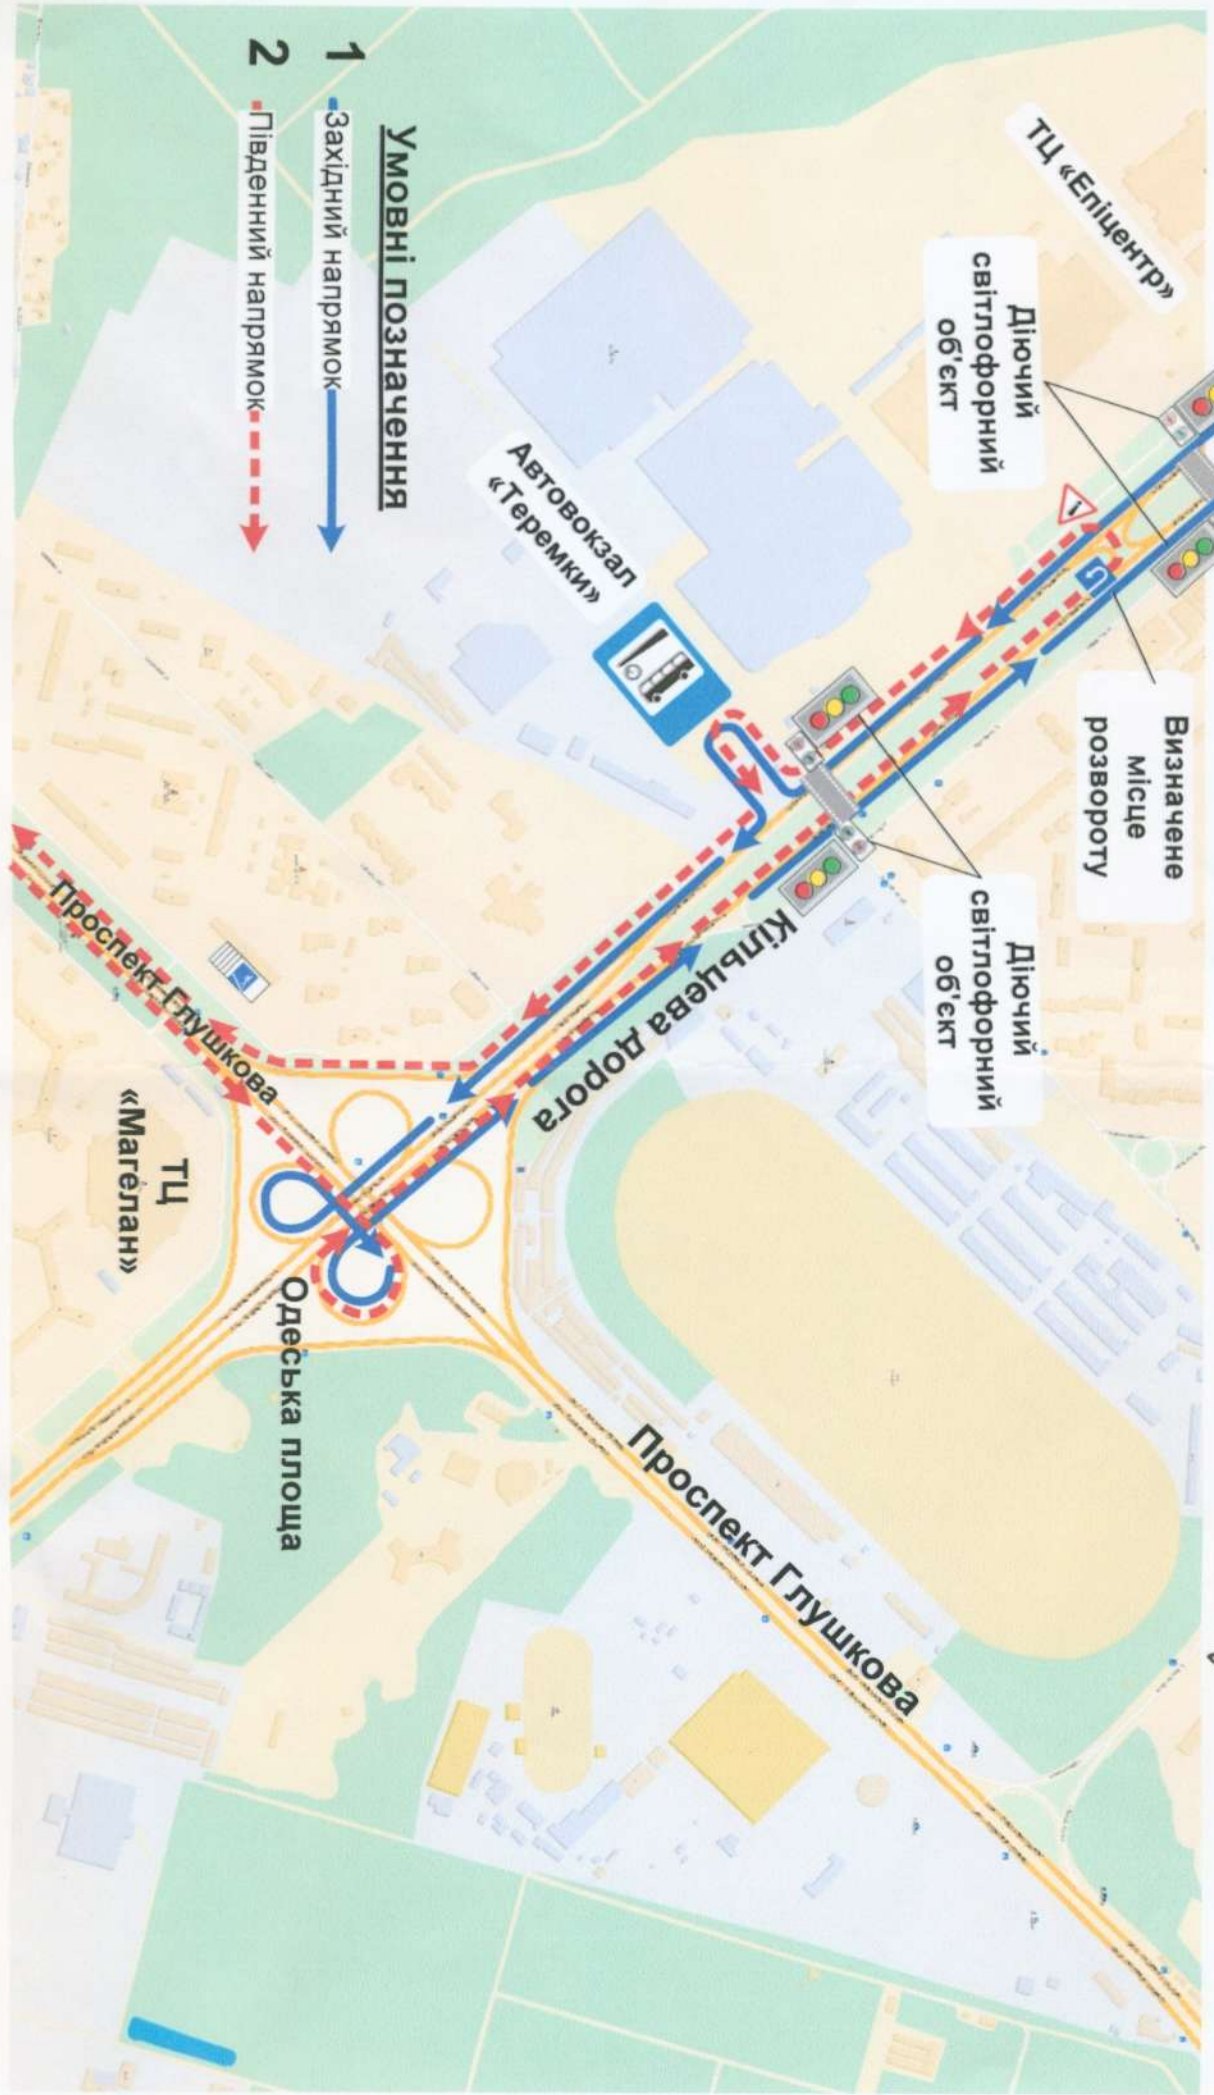 ТЦ «Епіцентр»
Діючий
світлофорний
об'єкт
Визначене
місце
розвороту
Діючий
світлофорний
об'єкт
Автовокзал
«Теремки»
Кільцева дорога
Умовні позначення
1
Західний напрямок
2
Південний напрямок
Проспект Глушкова
ТЦ
«Магелан»
Одеська площа
Проспект Глушкова